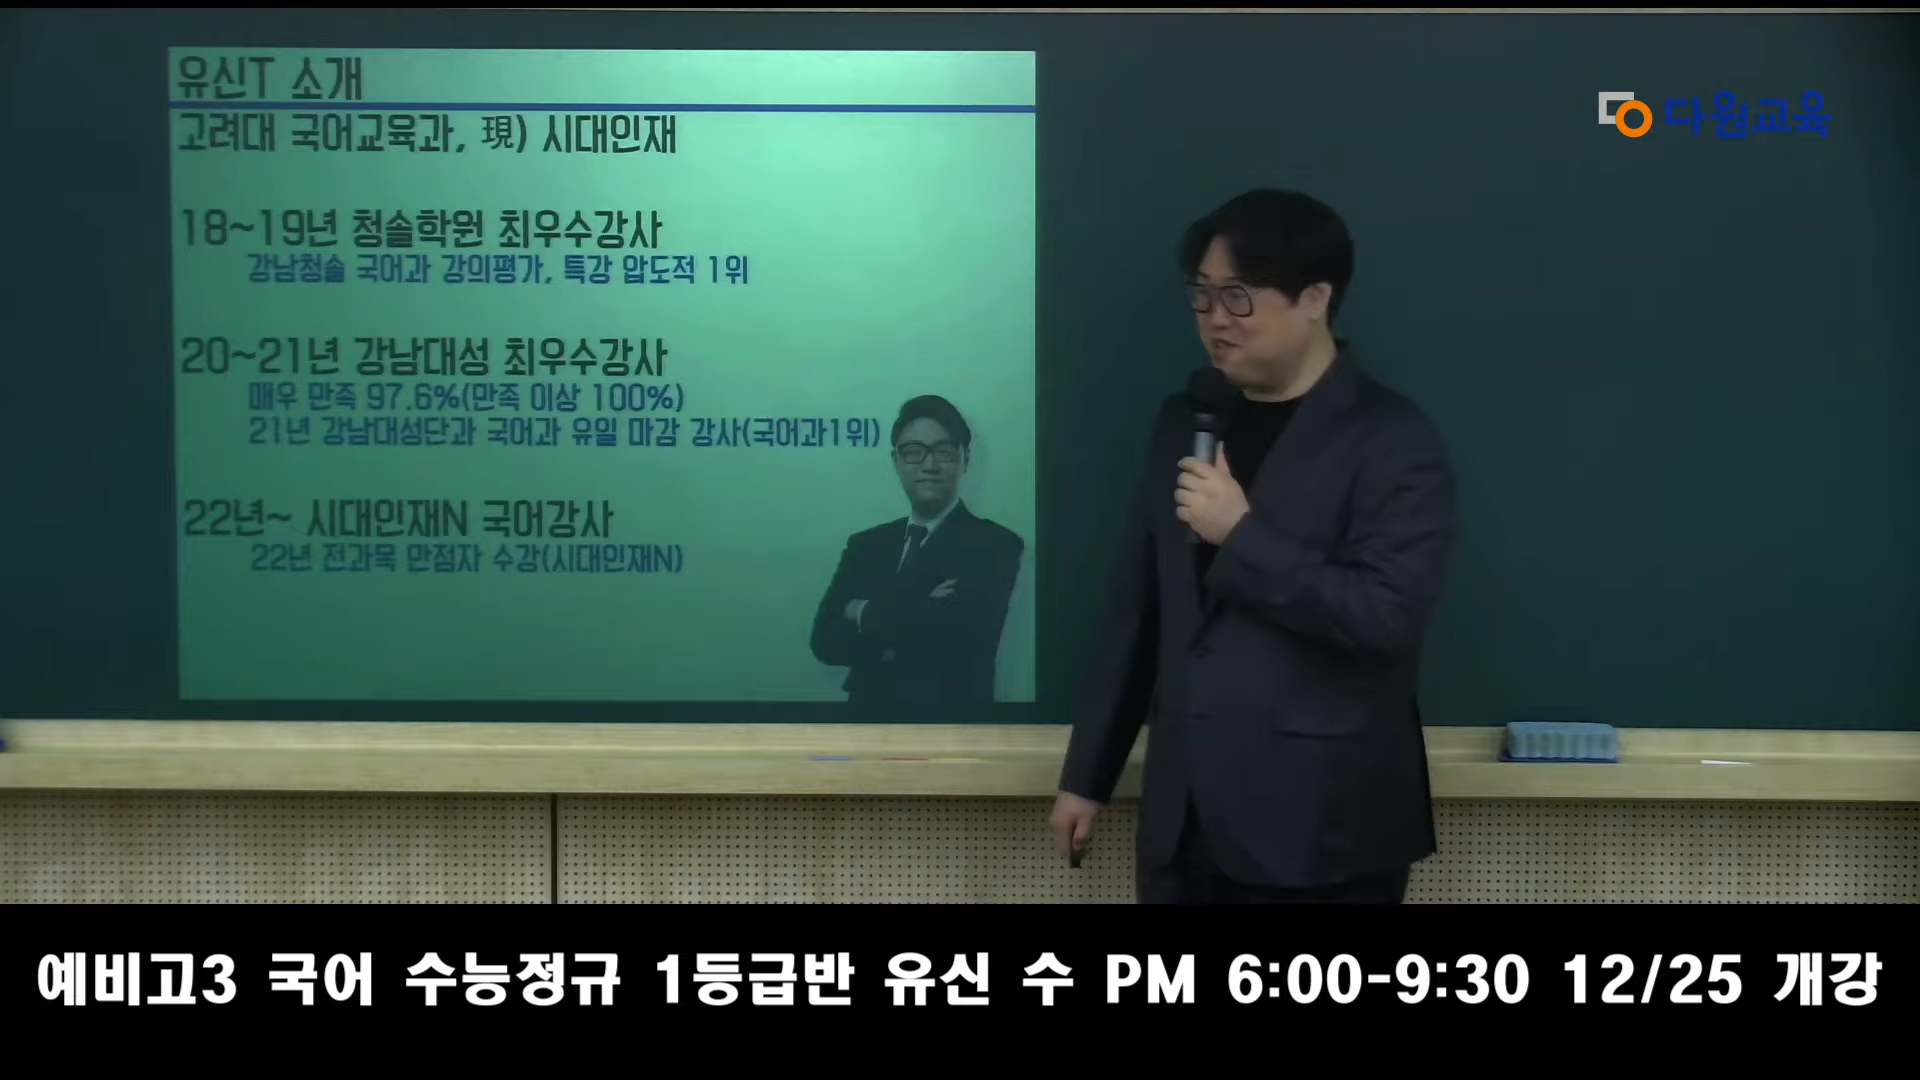 유신T 소개
고려대 국어교육과, 現) 시대인재
18~19년 청솔학원 최우수강사
강남청솔 국어과 강의평가, 특강 압도적 1위
20~21년 강남대성 최우수강사
매우 만족 97.6%(만족 이상 100%)
21년 강남대성단과 국어과 유일 마감 강사(국어과1위)
22년~ 시대인재N 국어강사
22년 전과목 만점자 수강(시대인재N)
다원교육
예비고3 국어 수능정규 1등급반 유신 수 PM 6:00-9:30 12/25 개강